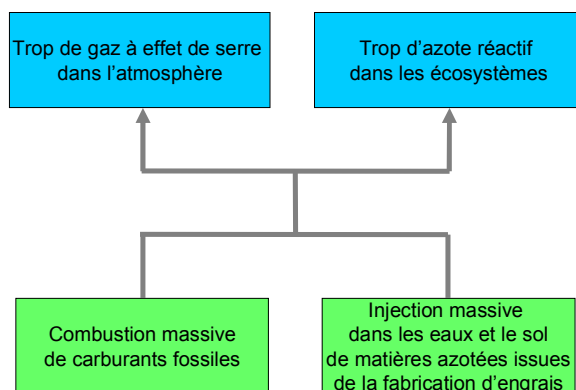 Trop de gaz à effet de serre
dans l'atmosphère
Trop d'azote réactif
dans les écosystèmes
Combustion massive
de carburants fossiles
Injection massive
dans les eaux et le sol
de matières azotées issues
de la fabrication d'engrais